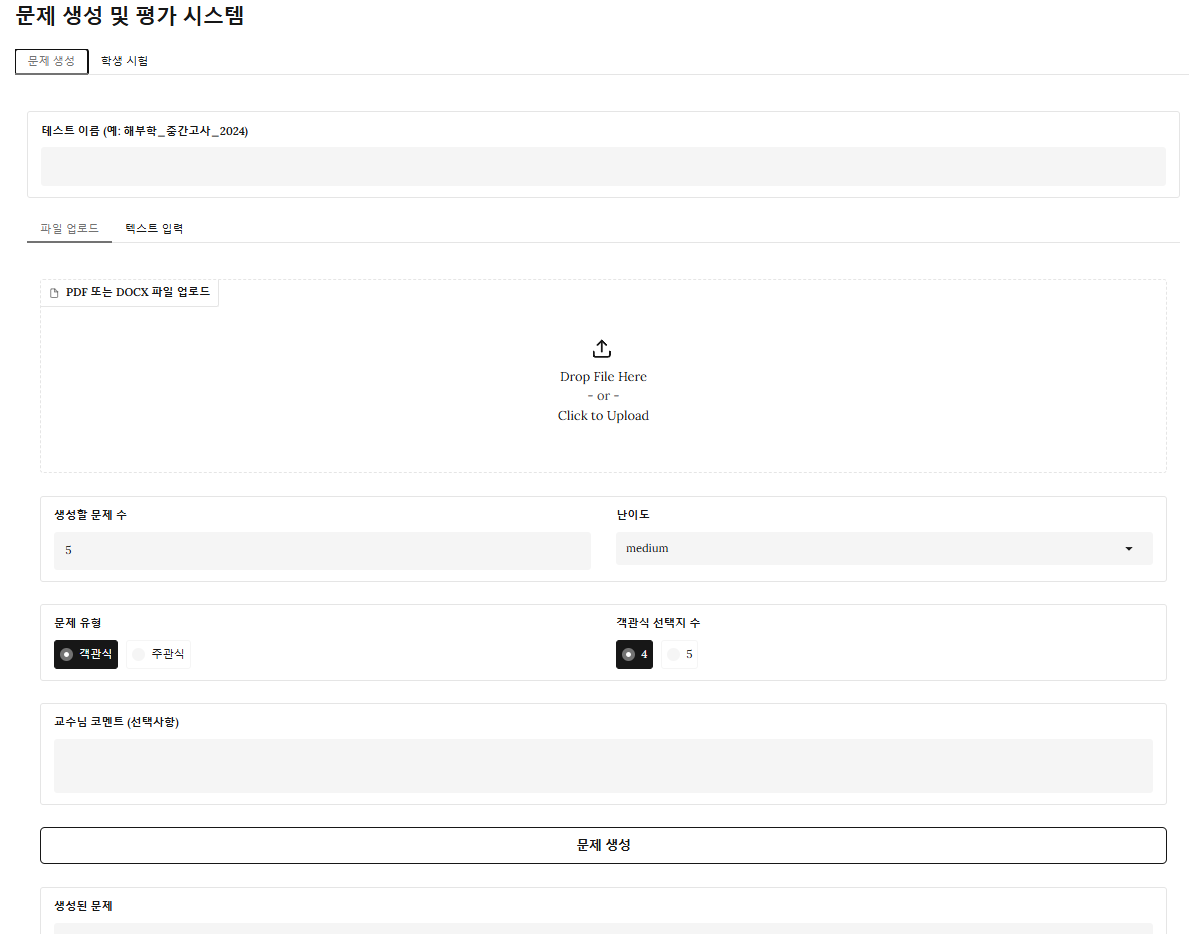 문제 생성 및 평가 시스템
문제 생성 학생 시험
테스트 이름 (예: 해부학_중간고사_2024)
파일 업로드 텍스트 입력
PDF 또는 DOCX 파일 업로드
Drop File Here
- or -
Click to Upload
생성할 문제 수 난이도
5 medium
문제 유형 객관식 선택지 수
객관식 주관식 4 5
교수님 코멘트 (선택사항)
문제 생성
생성된 문제